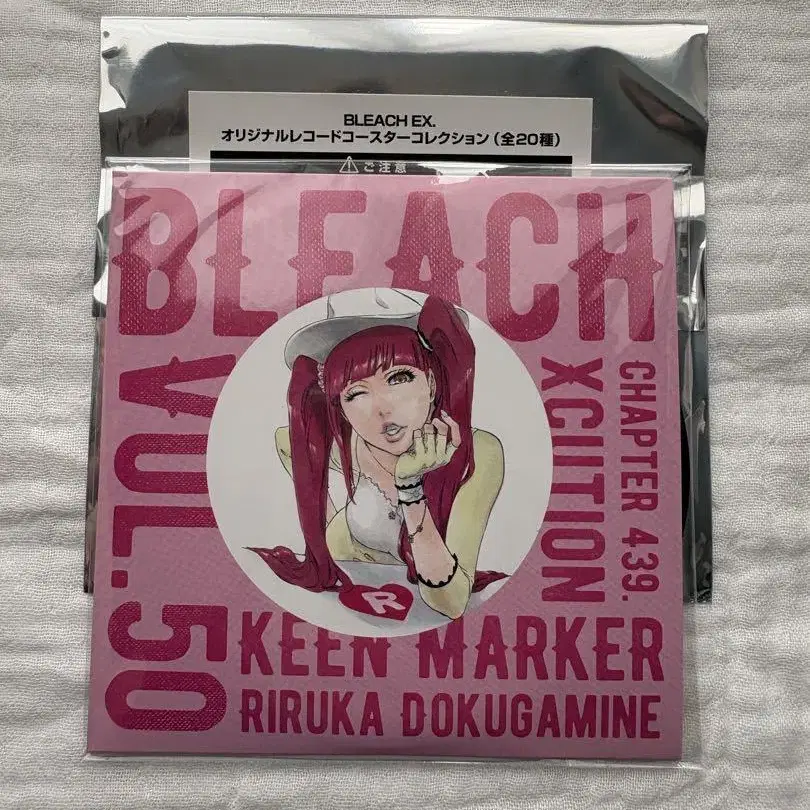 BLEACH EX.
オリジナルレコードコースターコレクション(全20種)
⚠ご注意
BLEACH
VOL.50
CHAPTER 439.
XCUTION
R
KEEN MARKER
RIRUKA DOKUGAMINE